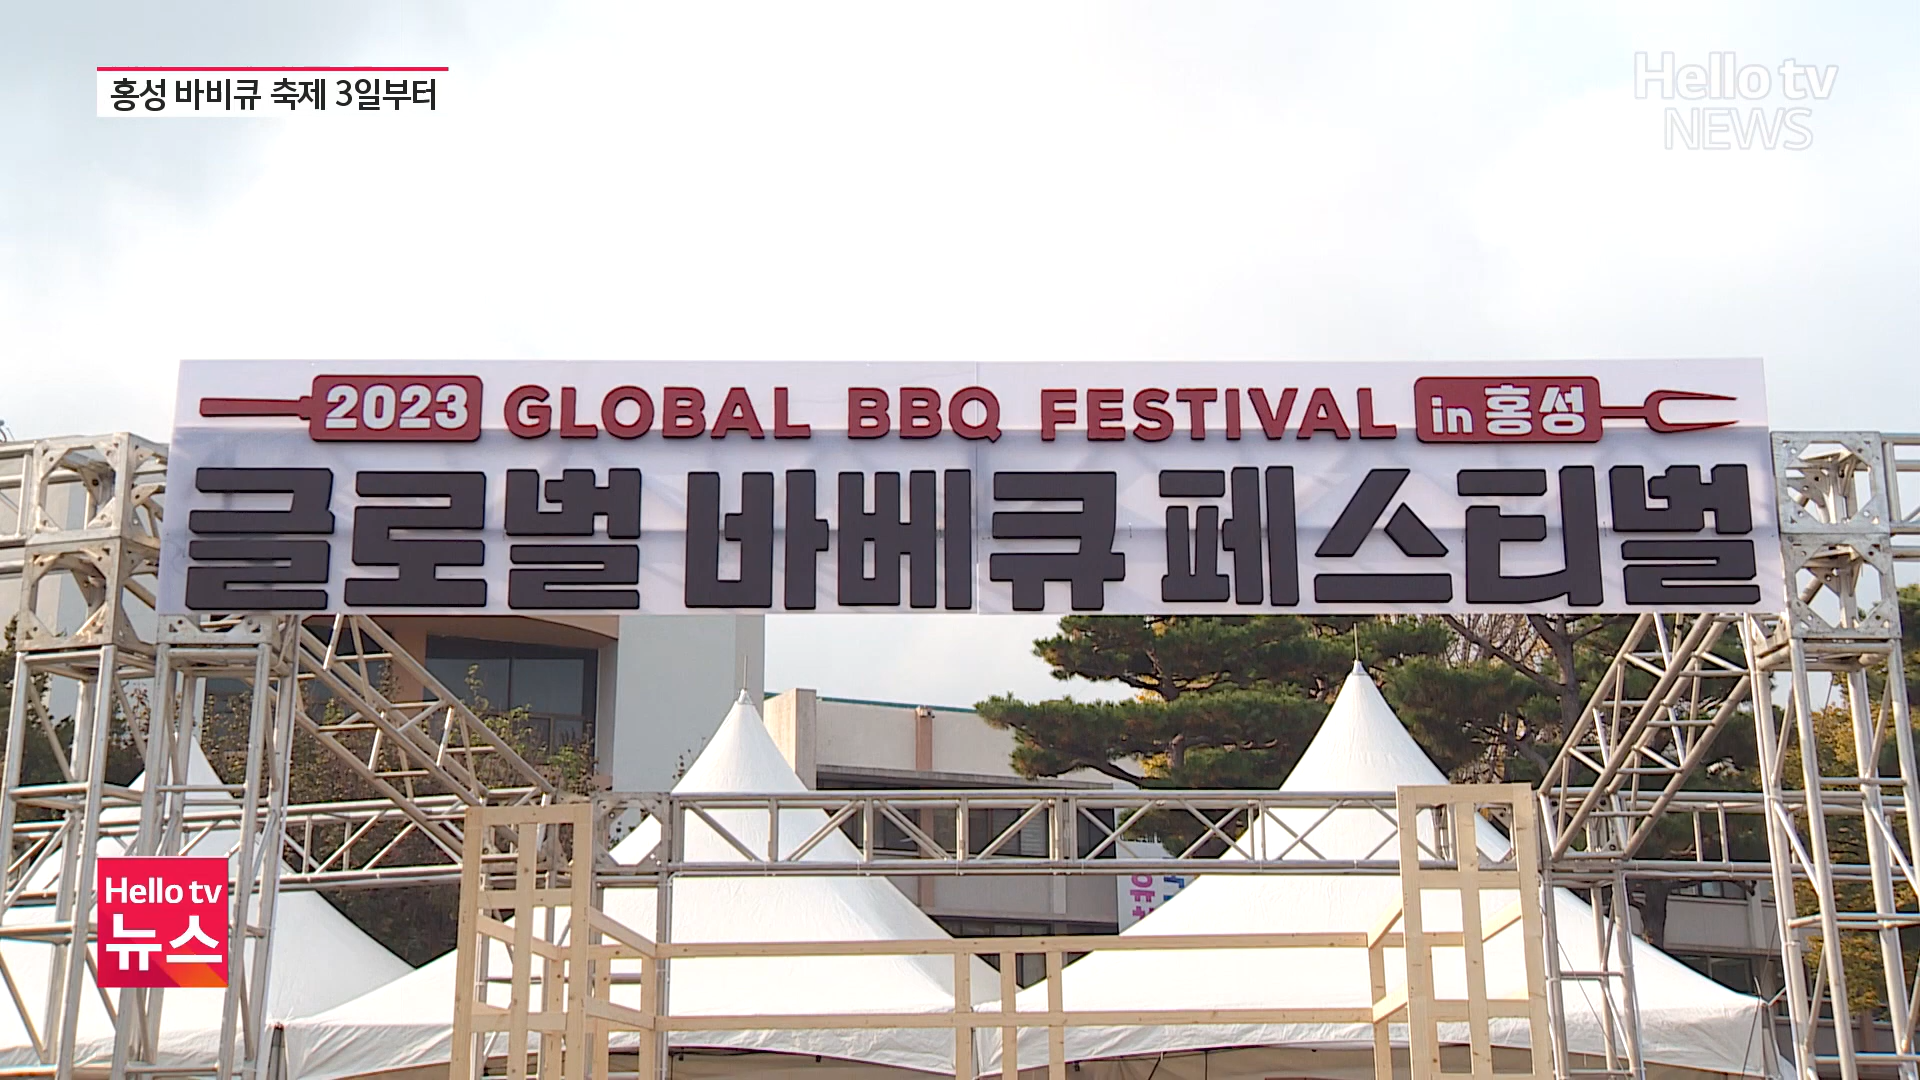 홍성 바비큐 축제 3일부터
Hello tv
NEWS
2023 GLOBAL BBQ FESTIVAL in 홍성
글로벌 바베큐 페스티벌
Hello tv
뉴스